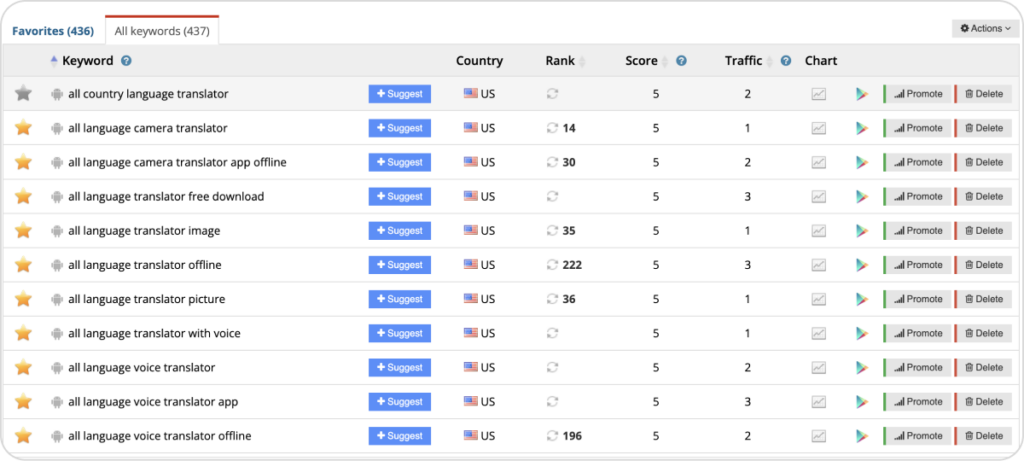 Favorites (436) All keywords (437) Actions
Keyword ? Country Rank Score ? Traffic ? Chart
all country language translator + Suggest US 5 2 Promote Delete
all language camera translator + Suggest US 14 5 1 Promote Delete
all language camera translator app offline + Suggest US 30 5 2 Promote Delete
all language translator free download + Suggest US 5 3 Promote Delete
all language translator image + Suggest US 35 5 1 Promote Delete
all language translator offline + Suggest US 222 5 3 Promote Delete
all language translator picture + Suggest US 36 5 1 Promote Delete
all language translator with voice + Suggest US 5 1 Promote Delete
all language voice translator + Suggest US 5 2 Promote Delete
all language voice translator app + Suggest US 5 3 Promote Delete
all language voice translator offline + Suggest US 196 5 2 Promote Delete